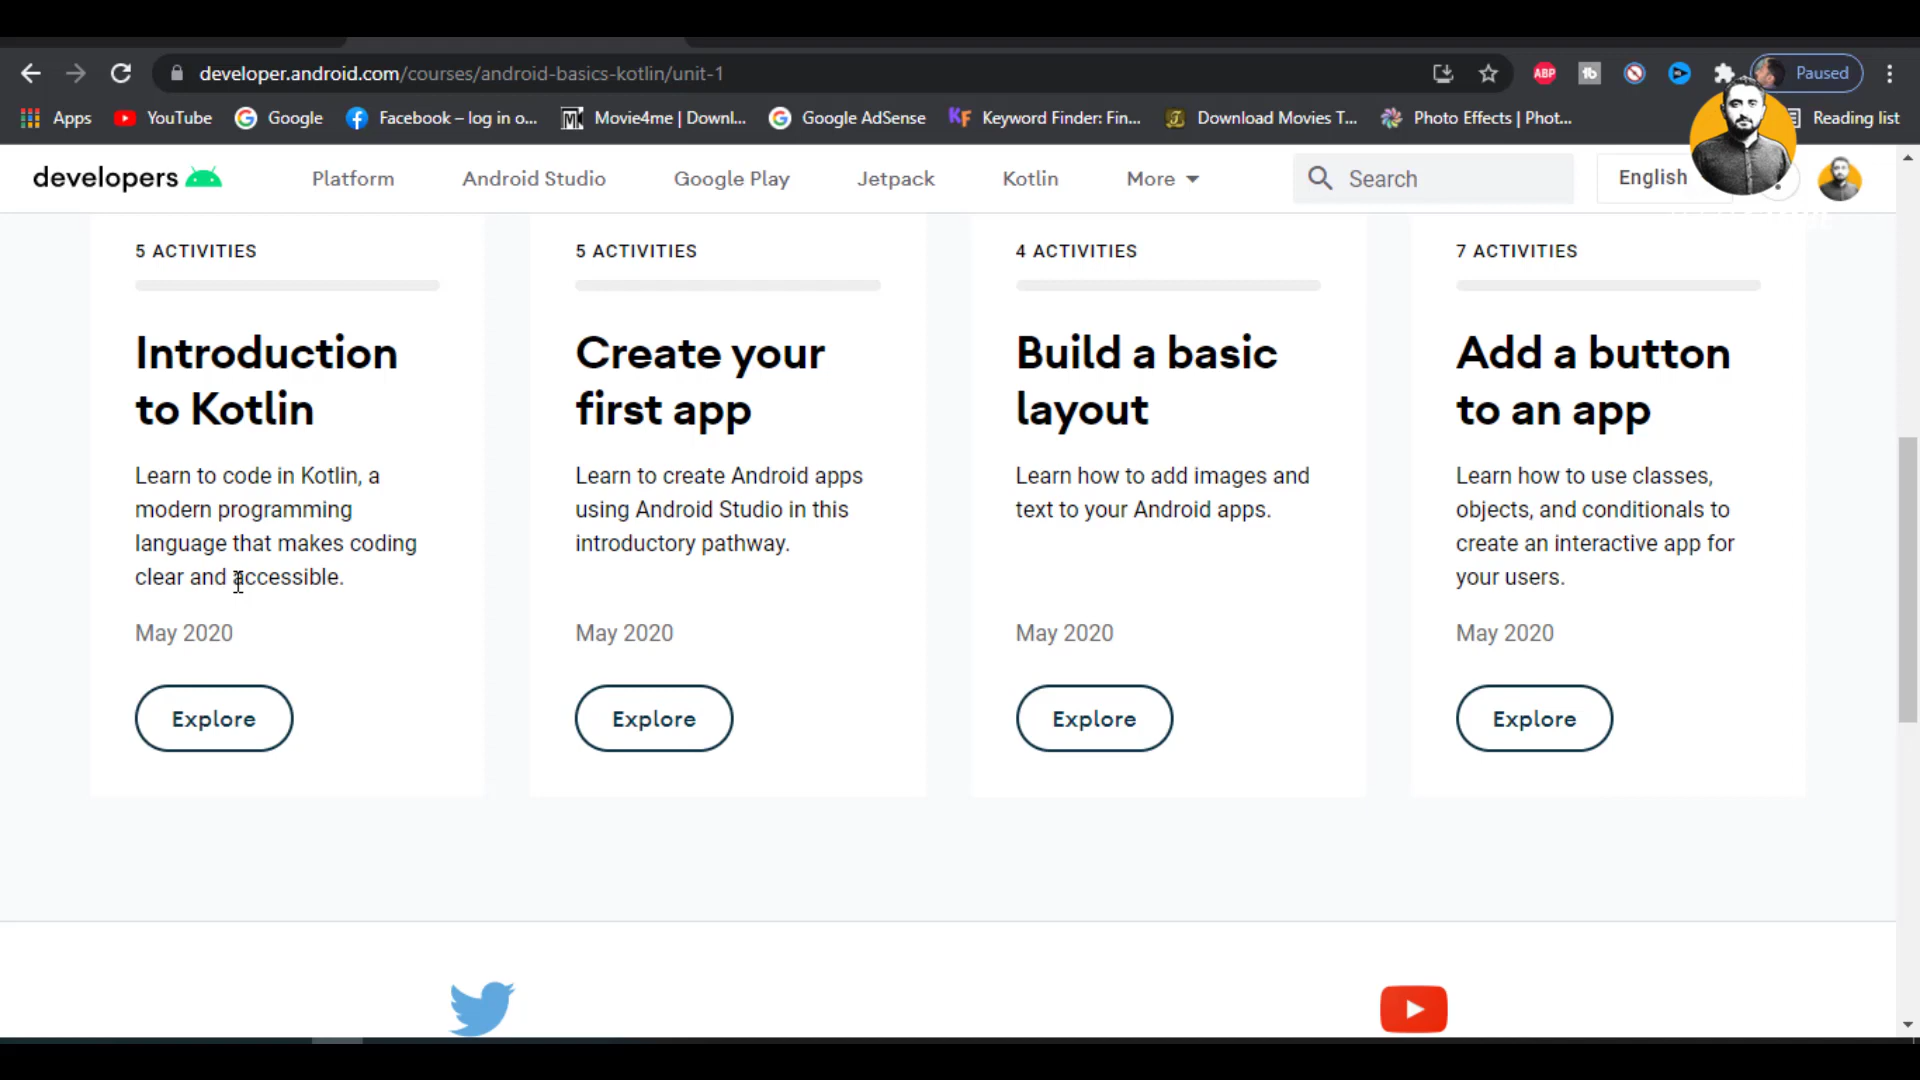 developer.android.com/courses/android-basics-kotlin/unit-1
ABP
Paused
Apps
YouTube
Google
Facebook – log in o...
Movie4me | Downl...
Google AdSense
KF Keyword Finder: Fin...
Download Movies T...
Photo Effects | Phot...
Reading list
developers
Platform
Android Studio
Google Play
Jetpack
Kotlin
More
Search
English
5 ACTIVITIES
Introduction
to Kotlin
Learn to code in Kotlin, a
modern programming
language that makes coding
clear and accessible.
May 2020
Explore
5 ACTIVITIES
Create your
first app
Learn to create Android apps
using Android Studio in this
introductory pathway.
May 2020
Explore
4 ACTIVITIES
Build a basic
layout
Learn how to add images and
text to your Android apps.
May 2020
Explore
7 ACTIVITIES
Add a button
to an app
Learn how to use classes,
objects, and conditionals to
create an interactive app for
your users.
May 2020
Explore